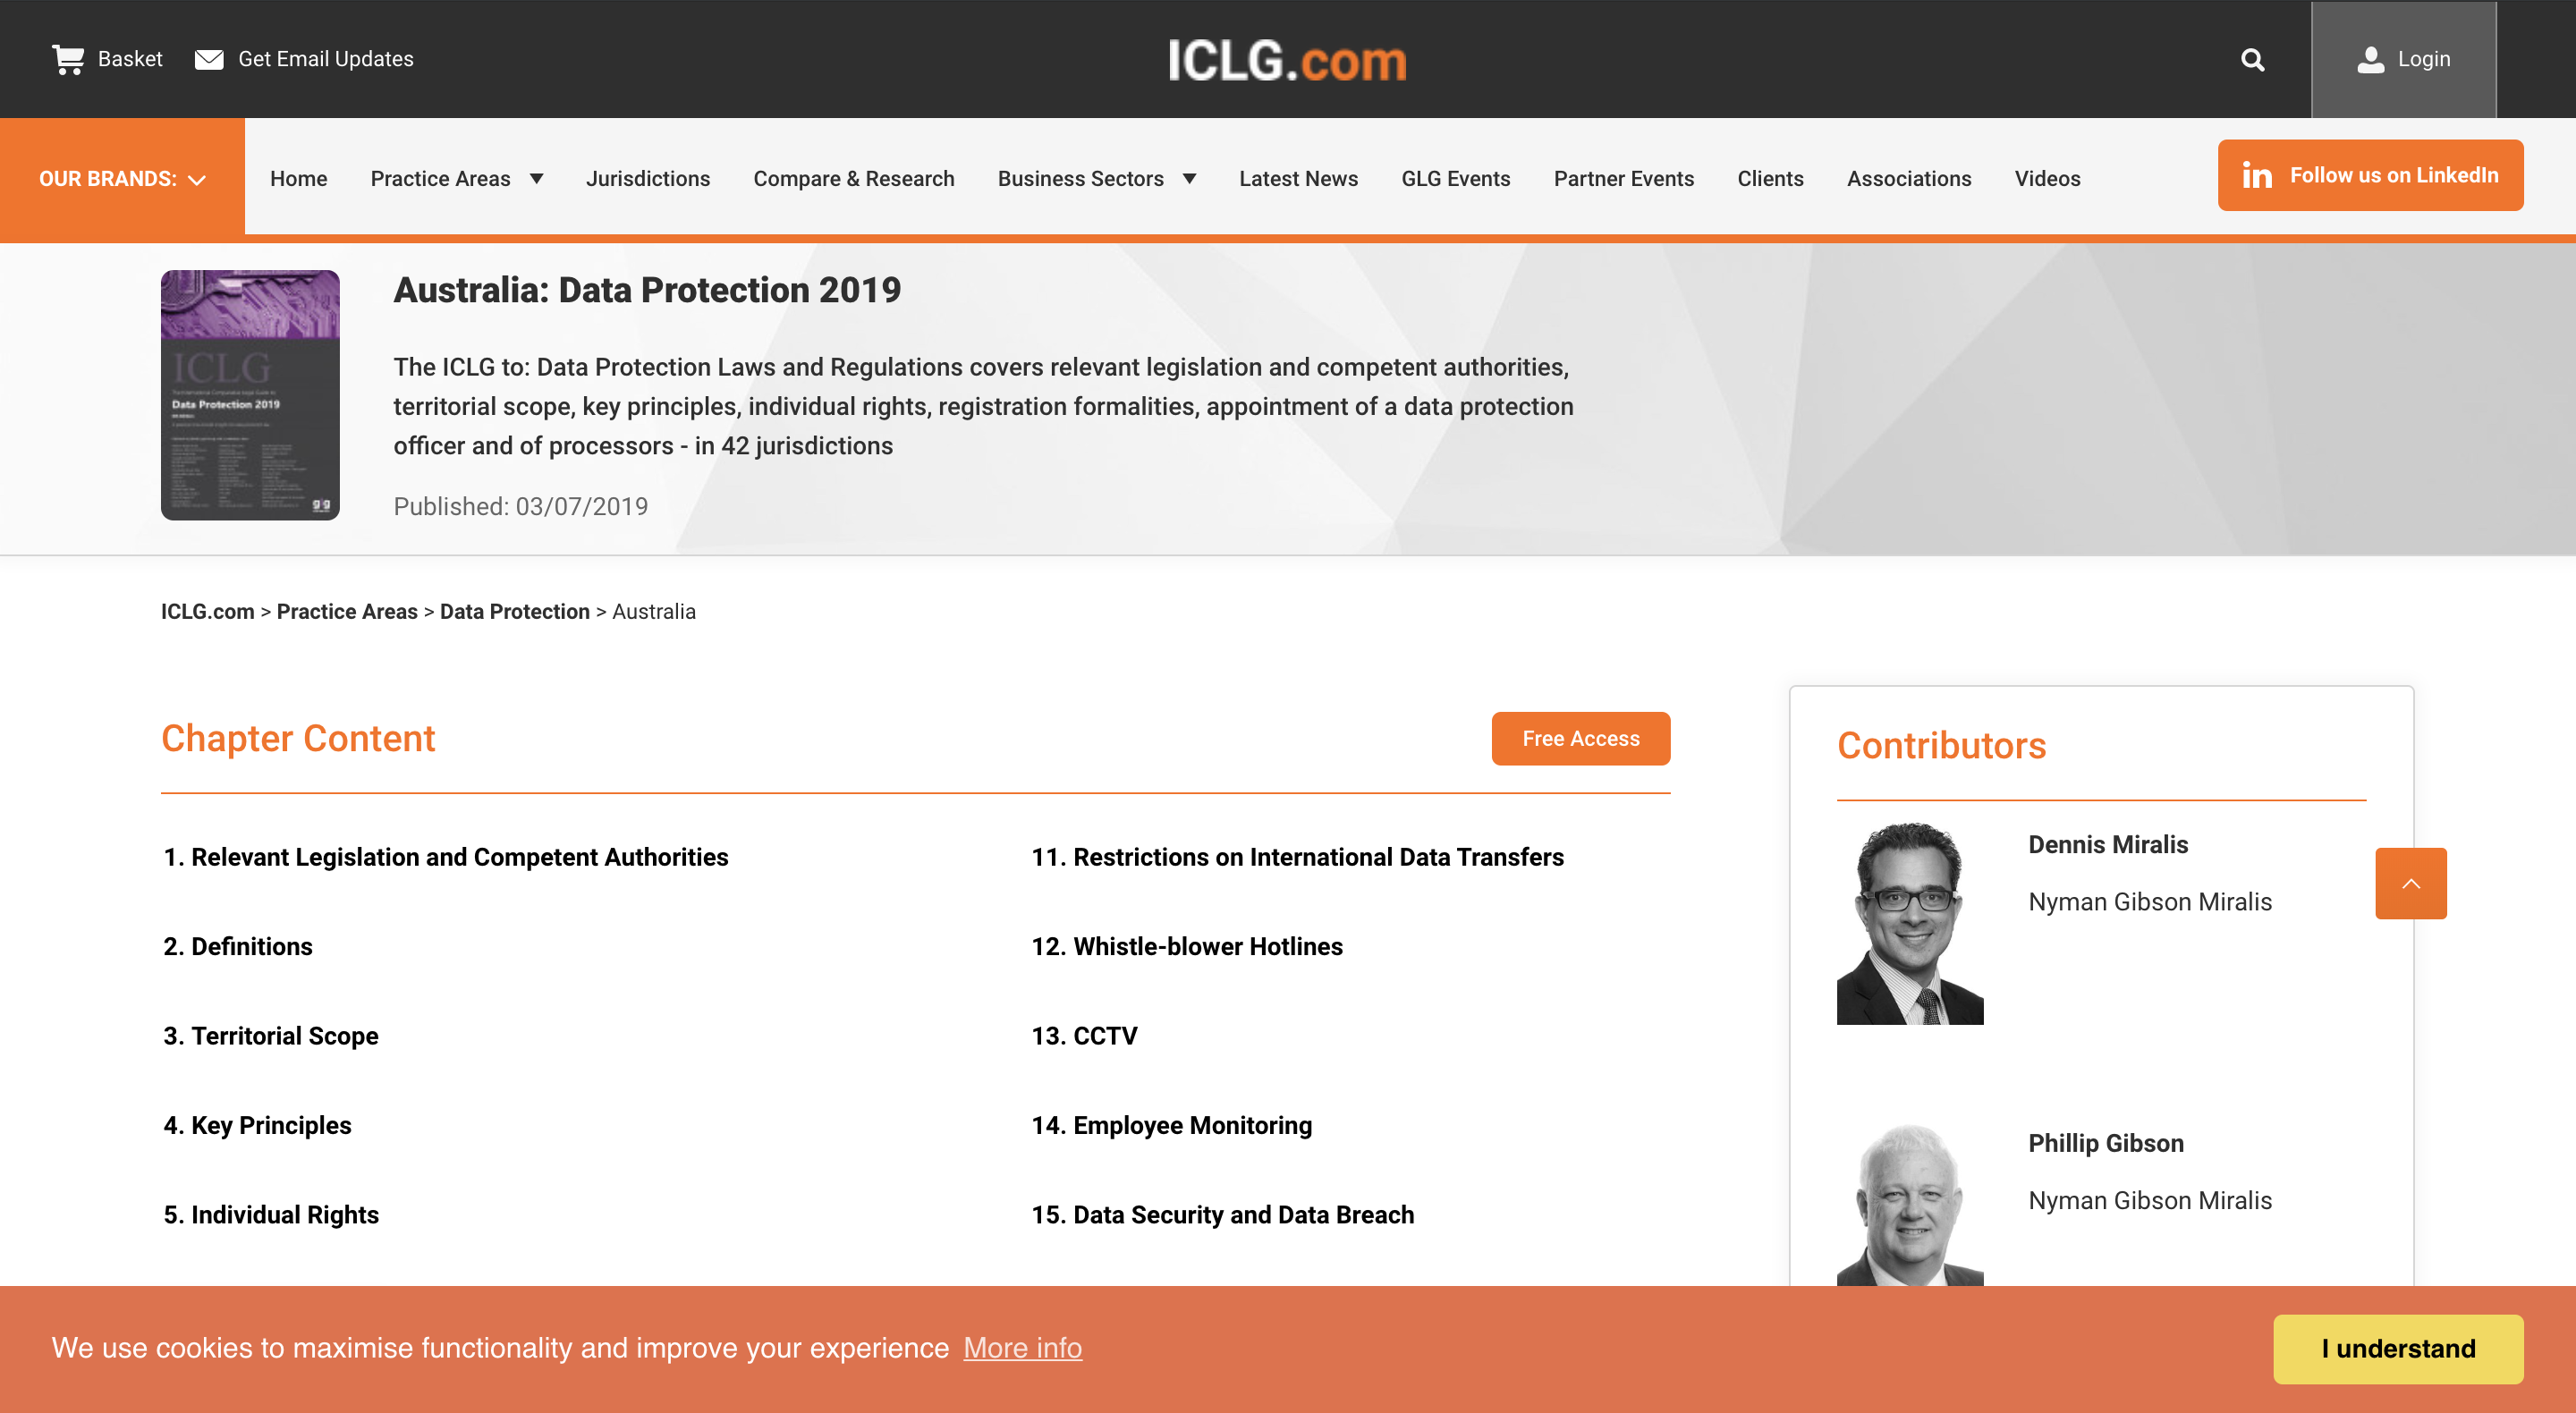 Basket
Get Email Updates
ICLG.com
Login
OUR BRANDS:
Home
Practice Areas
Jurisdictions
Compare & Research
Business Sectors
Latest News
GLG Events
Partner Events
Clients
Associations
Videos
in Follow us on LinkedIn
ICLG
Data Protection 2019
glg
Australia: Data Protection 2019
The ICLG to: Data Protection Laws and Regulations covers relevant legislation and competent authorities,
territorial scope, key principles, individual rights, registration formalities, appointment of a data protection
officer and of processors - in 42 jurisdictions
Published: 03/07/2019
ICLG.com > Practice Areas > Data Protection > Australia
Chapter Content
Free Access
1. Relevant Legislation and Competent Authorities
2. Definitions
3. Territorial Scope
4. Key Principles
5. Individual Rights
11. Restrictions on International Data Transfers
12. Whistle-blower Hotlines
13. CCTV
14. Employee Monitoring
15. Data Security and Data Breach
Contributors
Dennis Miralis
Nyman Gibson Miralis
Phillip Gibson
Nyman Gibson Miralis
We use cookies to maximise functionality and improve your experience More info
I understand